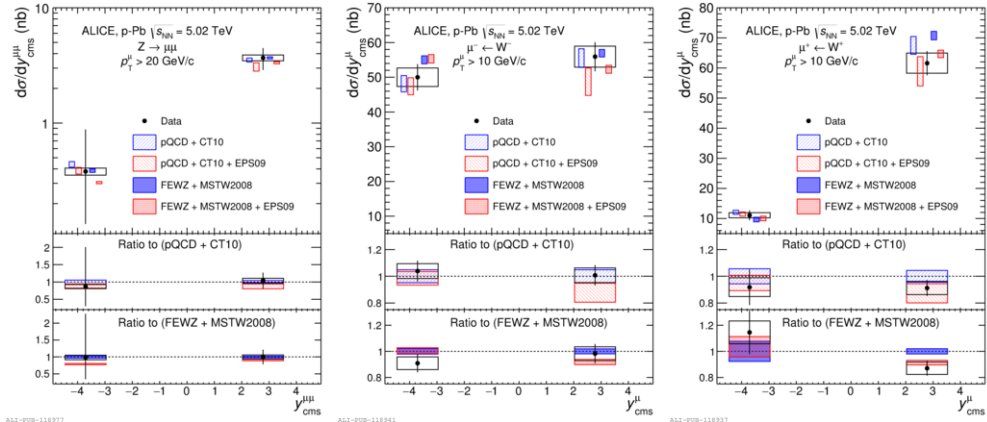 dσ/dy^μμ_cms (nb)
10
1
ALICE, p-Pb √s_NN = 5.02 TeV
Z → μμ
p_T^μ > 20 GeV/c
Data
pQCD + CT10
pQCD + CT10 + EPS09
FEWZ + MSTW2008
FEWZ + MSTW2008 + EPS09
Ratio to (pQCD + CT10)
2
1.5
1
0.5
Ratio to (FEWZ + MSTW2008)
2
1.5
1
0.5
−4 −3 −2 −1 0 1 2 3 4
y^μμ_cms
ALI-PUB-118977
dσ/dy^μ_cms (nb)
70
60
50
40
30
20
10
ALICE, p-Pb √s_NN = 5.02 TeV
μ⁻ ← W⁻
p_T^μ > 10 GeV/c
Data
pQCD + CT10
pQCD + CT10 + EPS09
FEWZ + MSTW2008
FEWZ + MSTW2008 + EPS09
Ratio to (pQCD + CT10)
1.2
1
0.8
Ratio to (FEWZ + MSTW2008)
1.2
1
0.8
−4 −3 −2 −1 0 1 2 3 4
y^μ_cms
ALI-PUB-118941
dσ/dy^μ_cms (nb)
80
70
60
50
40
30
20
10
ALICE, p-Pb √s_NN = 5.02 TeV
μ⁺ ← W⁺
p_T^μ > 10 GeV/c
Data
pQCD + CT10
pQCD + CT10 + EPS09
FEWZ + MSTW2008
FEWZ + MSTW2008 + EPS09
Ratio to (pQCD + CT10)
1.2
1
0.8
Ratio to (FEWZ + MSTW2008)
1.2
1
0.8
−4 −3 −2 −1 0 1 2 3 4
y^μ_cms
ALI-PUB-118937